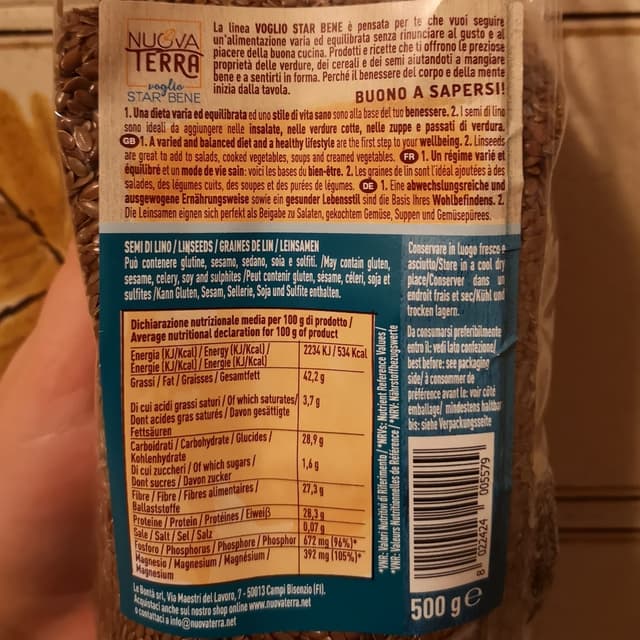 NUOVA
TERRA
voglio
STAR BENE
La linea VOGLIO STAR BENE è pensata per te che vuoi seguire
un'alimentazione varia ed equilibrata senza rinunciare al gusto e al
piacere della buona cucina. Prodotti e ricette che ti offrono le preziose
proprietà delle verdure, dei cereali e dei semi aiutandoti a mangiare
bene e a sentirti in forma. Perché il benessere del corpo e della mente
inizia dalla tavola.
BUONO A SAPERSI!
1. Una dieta varia ed equilibrata ed uno stile di vita sano sono alla base del tuo benessere. 2. I semi di lino
sono ideali da aggiungere nelle insalate, nelle verdure cotte, nelle zuppe e passati di verdura.
GB 1. A varied and balanced diet and a healthy lifestyle are the first step to your wellbeing. 2. Linseeds
are great to add to salads, cooked vegetables, soups and creamed vegetables. FR 1. Un régime varié et
équilibré et un mode de vie sain: voici les bases du bien-être. 2. Les graines de lin sont l'idéal ajoutées à des
salades, des légumes cuits, des soupes et des purées de légumes. DE 1. Eine abwechslungsreiche und
ausgewogene Ernährungsweise sowie ein gesunder Lebensstil sind die Basis Ihres Wohlbefindens. 2.
Die Leinsamen eignen sich perfekt als Beigabe zu Salaten, gekochtem Gemüse, Suppen und Gemüsepürees.
SEMI DI LINO / LINSEEDS / GRAINES DE LIN / LEINSAMEN
Può contenere glutine, sesamo, sedano, soia e solfiti. /May contain gluten,
sesame, celery, soy and sulphites /Peut contenir gluten, sésame, céleri, soja et
sulfites /Kann Gluten, Sesam, Sellerie, Soja und Sulfite enthalten.
Conservare in luogo fresco e
asciutto/Store in a cool dry
place/Conserver dans un
endroit frais et sec/Kühl und
trocken lagern.
Da consumarsi preferibilmente
entro il: vedi lato confezione/
best before: see packaging
side/à consommer de
préférence avant le: voir côté
emballage/ mindestens haltbar
bis: siehe Verpackungsseite
Dichiarazione nutrizionale media per 100 g di prodotto /
Average nutritional declaration for 100 g of product
Energia (KJ/Kcal) / Energy (KJ/Kcal) / 2234 KJ / 534 Kcal
Énergie (KJ/Kcal) / Energie (KJ/Kcal)
Grassi / Fat / Graisses / Gesamtfett 42,2 g
Di cui acidi grassi saturi / Of which saturates/ 3,7 g
Dont acides gras saturés / Davon gesättigte
Fettsäuren
Carboidrati / Carbohydrate / Glucides / 28,9 g
Kohlenhydrate
Di cui zuccheri / Of which sugars / 1,6 g
Dont sucres / Davon zucker
Fibre / Fibre / Fibres alimentaires / 27,3 g
Ballaststoffe
Proteine / Protein / Protéines / Eiweiß 28,3 g
Sale / Salt / Sel / Salz 0,07 g
Fosforo / Phosphorus / Phosphore / Phosphor 672 mg (96%)*
Magnesio / Magnesium / Magnésium / 392 mg (105%)*
Magnesium
*VNR: Valori Nutritivi di Riferimento / *NRVs: Nutrient Reference Values /
*VNR: Valeurs Nutritionnelles de Référence / *NRV: Nährstoffbezugswerte
Le Bontà srl, Via Maestri del Lavoro, 7 - 50013 Campi Bisenzio (FI).
Acquistaci anche sul nostro shop online www.nuovaterra.net
o contattaci a info@nuovaterra.net
8 022424 005579
500 g e